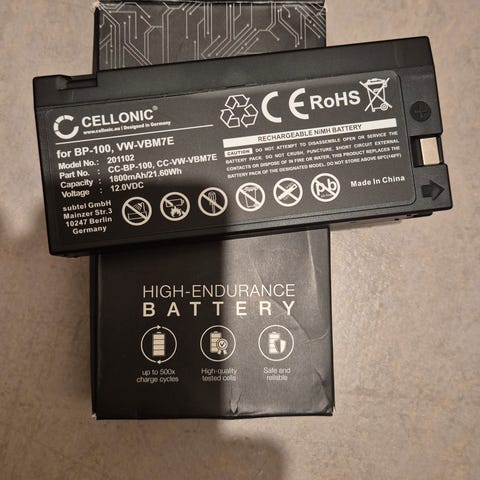 CELLONIC®
www.cellonic.eu | Designed in Germany
for BP-100, VW-VBM7E
Model No.: 201102
Part No.: CC-BP-100, CC-VW-VBM7E
Capacity : 1800mAh/21.60Wh
Voltage : 12.0VDC
subtel GmbH
Mainzer Str.3
10247 Berlin
Germany
CE RoHS
RECHARGEABLE NiMH BATTERY
CAUTION: DO NOT ATTEMPT TO DISASSEMBLE OPEN OR SERVICE THE
BATTERY PACK. DO NOT CRUSH, PUNCTURE, SHORT EXTERNAL
CONTACTS, OR DISPOSE OF IN FIRE OR WATER. ONLY CHARGE THE
BATTERY PACK IN THE DESIGNATED MODEL. DO NOT STORE ABOVE 60°C (140°F)
Made In China
HIGH-ENDURANCE
BATTERY
up to 500x
charge cycles
High-quality
tested cells
Safe and
reliable